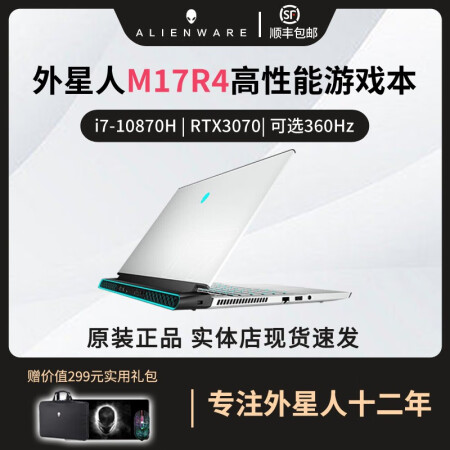 ALIENWARE
SF
顺丰包邮
外星人M17R4高性能游戏本
i7-10870H | RTX3070| 可选360Hz
原装正品 实体店现货速发
赠价值299元实用礼包
专注外星人十二年